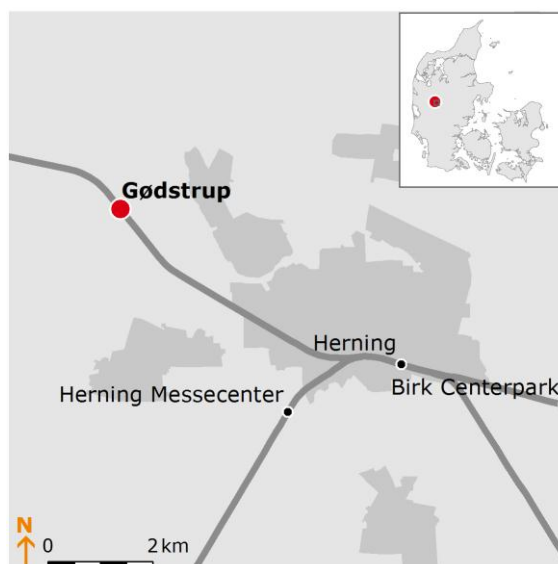 Gødstrup
Herning
Birk Centerpark
Herning Messecenter
N
0 2 km